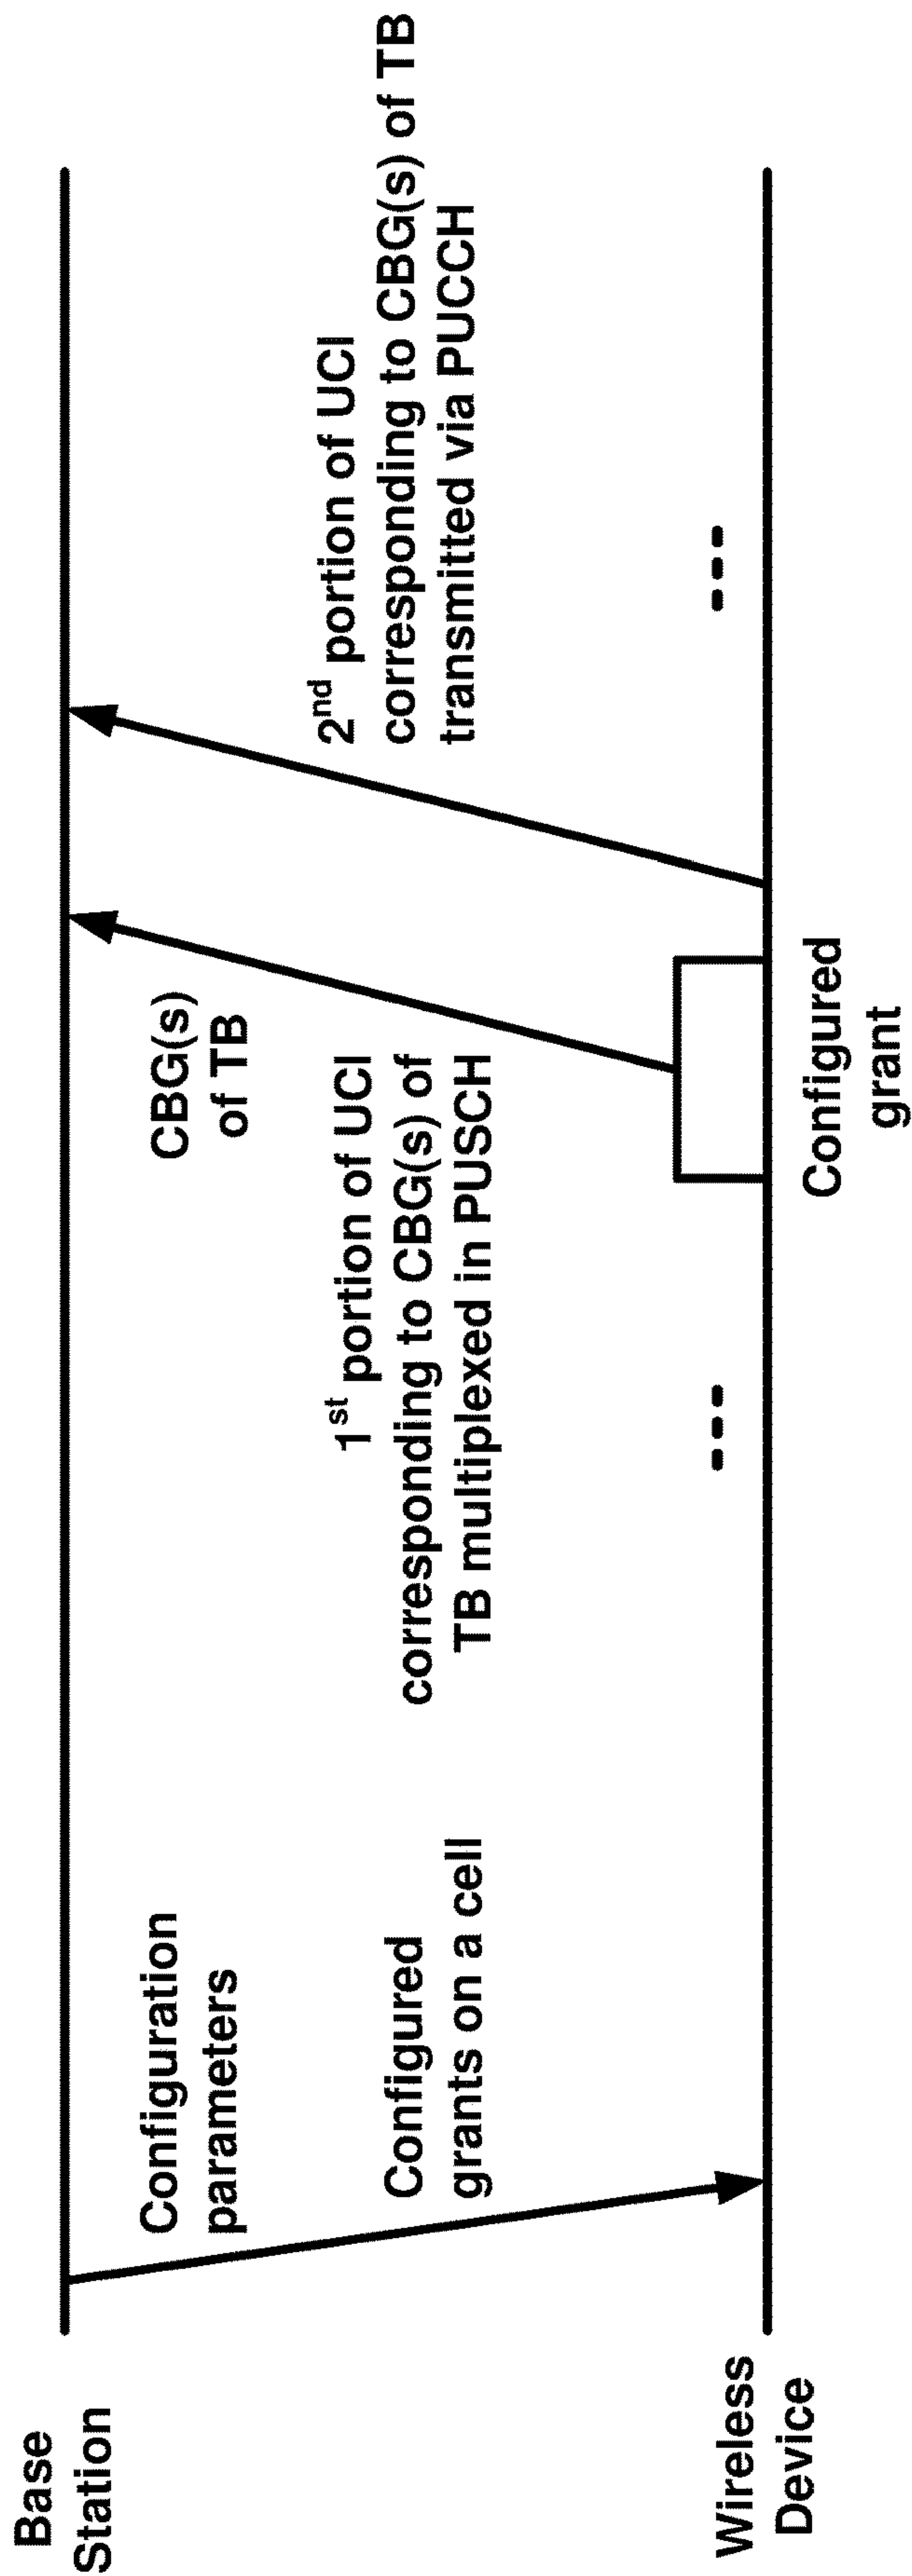 Base
Station
Configuration
parameters
Configured
grants on a cell
CBG(s)
of TB
1st portion of UCI
corresponding to CBG(s) of
TB multiplexed in PUSCH
2nd portion of UCI
corresponding to CBG(s) of TB
transmitted via PUCCH
Wireless
Device
Configured
grant